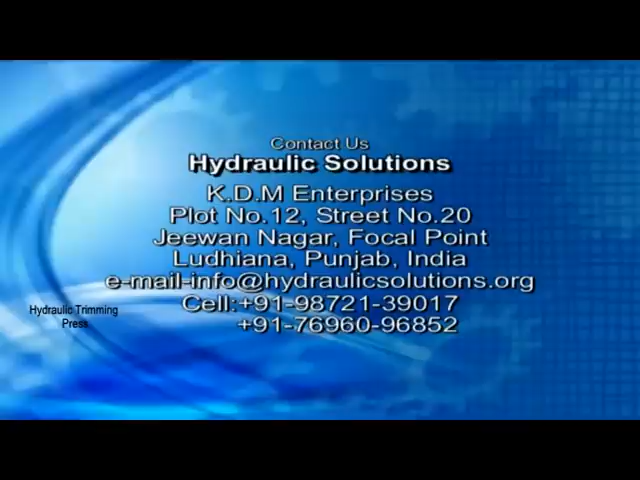 Contact Us
Hydraulic Solutions
K.D.M Enterprises
Plot No.12, Street No.20
Jeewan Nagar, Focal Point
Ludhiana, Punjab, India
e-mail-info@hydraulicsolutions.org
Cell:+91-98721-39017
+91-76960-96852
Hydraulic Trimming
Press